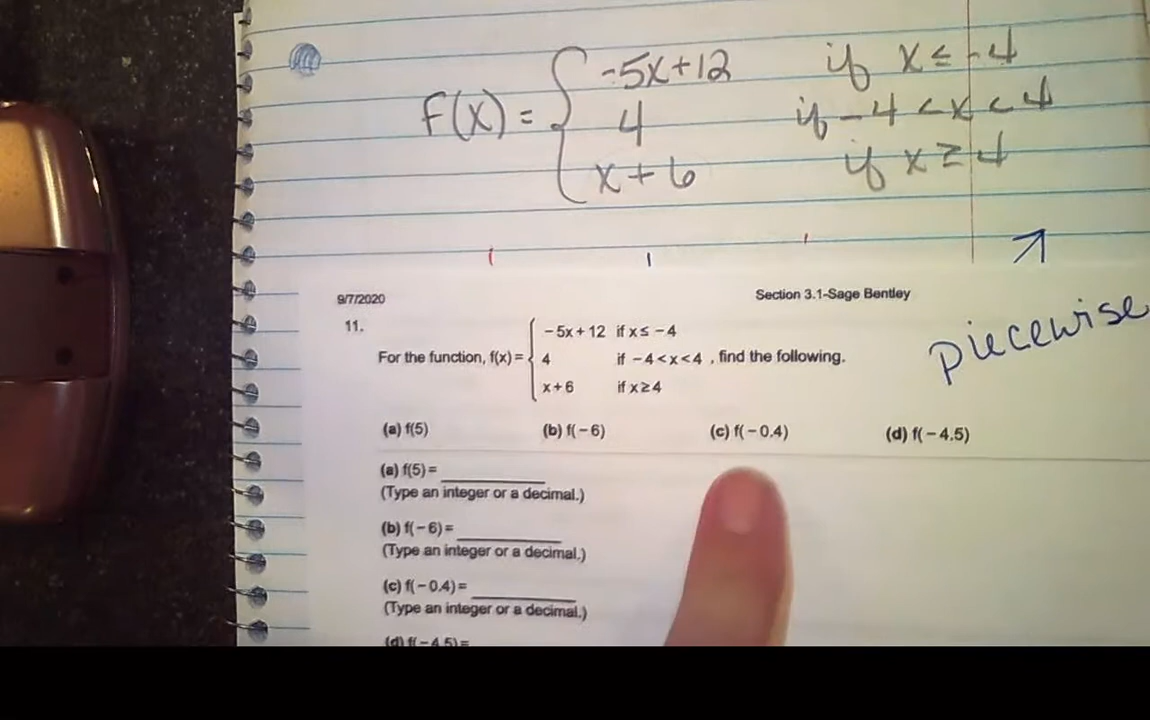 F(x) = { -5x+12 if x ≤ -4
4 if -4 < x < 4
x + 6 if x ≥ 4
9/7/2020 Section 3.1-Sage Bentley
piecewise
11.
For the function, f(x) = { -5x + 12 if x ≤ -4
4 if -4 < x < 4 , find the following.
x + 6 if x ≥ 4
(a) f(5) (b) f(-6) (c) f(-0.4) (d) f(-4.5)
(a) f(5) =
(Type an integer or a decimal.)
(b) f(-6) =
(Type an integer or a decimal.)
(c) f(-0.4) =
(Type an integer or a decimal.)
(d) f(-4.5) =